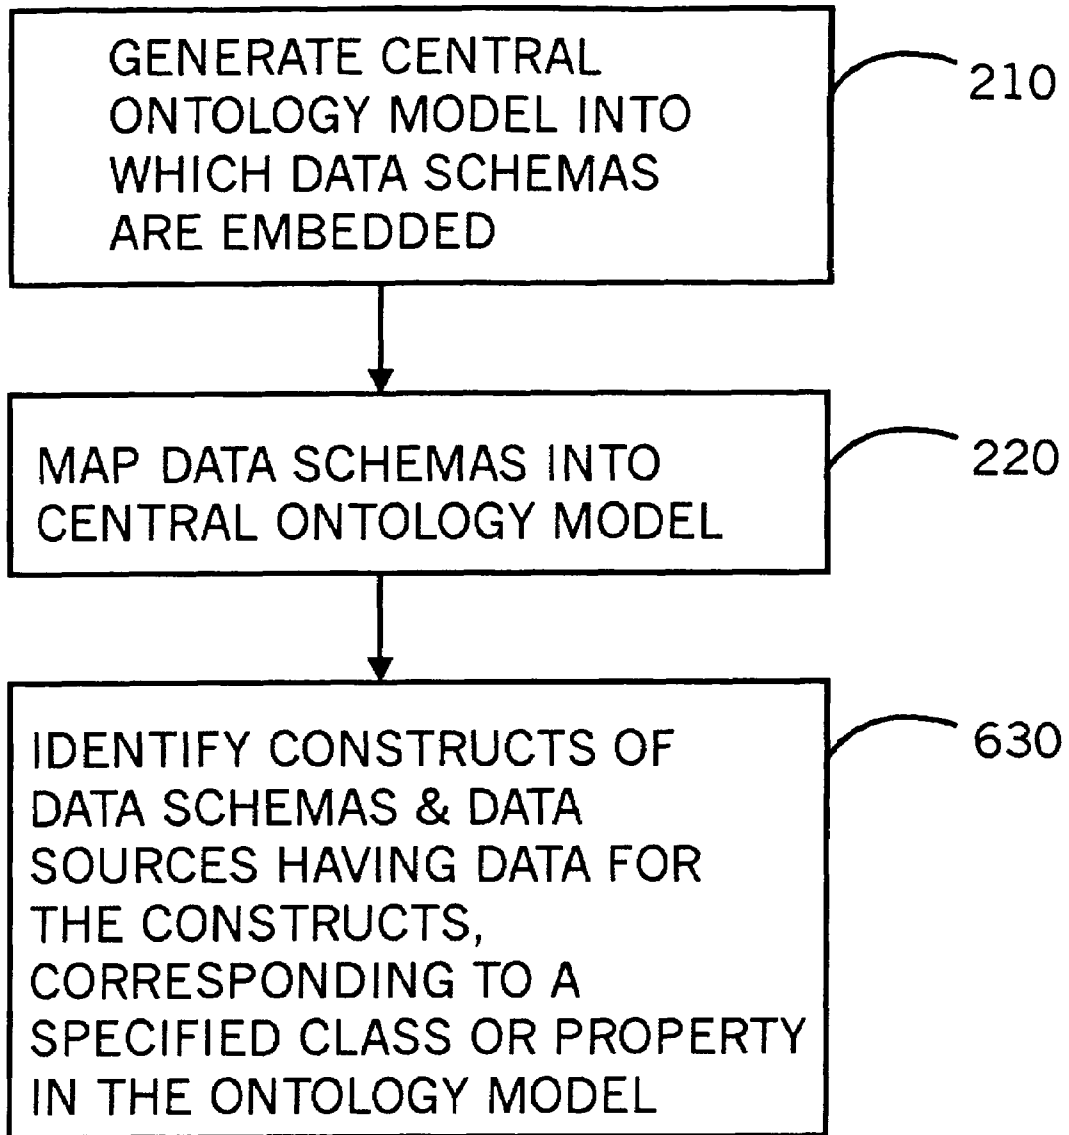 GENERATE CENTRAL
ONTOLOGY MODEL INTO
WHICH DATA SCHEMAS
ARE EMBEDDED
210
MAP DATA SCHEMAS INTO
CENTRAL ONTOLOGY MODEL
220
IDENTIFY CONSTRUCTS OF
DATA SCHEMAS & DATA
SOURCES HAVING DATA FOR
THE CONSTRUCTS,
CORRESPONDING TO A
SPECIFIED CLASS OR PROPERTY
IN THE ONTOLOGY MODEL
630